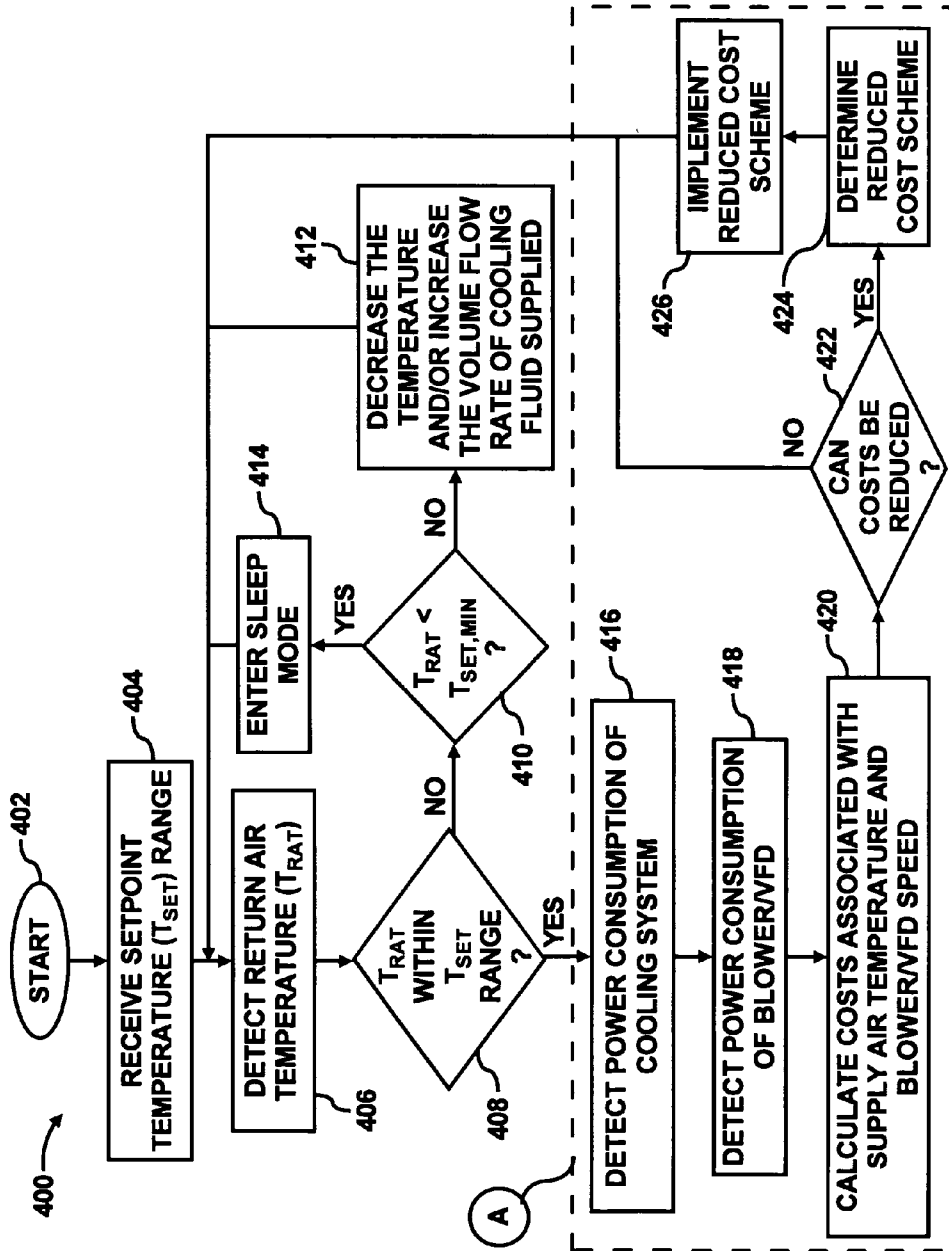 400
START
402
RECEIVE SETPOINT
TEMPERATURE (TSET) RANGE
404
DETECT RETURN AIR
TEMPERATURE (TRAT)
406
TRAT
WITHIN
TSET
RANGE
?
408
NO
YES
TRAT <
TSET,MIN
?
410
YES
NO
ENTER SLEEP
MODE
414
DECREASE THE
TEMPERATURE
AND/OR INCREASE
THE VOLUME FLOW
RATE OF COOLING
FLUID SUPPLIED
412
A
DETECT POWER CONSUMPTION OF
COOLING SYSTEM
416
DETECT POWER CONSUMPTION
OF BLOWER/VFD
418
CALCULATE COSTS ASSOCIATED WITH
SUPPLY AIR TEMPERATURE AND
BLOWER/VFD SPEED
420
CAN
COSTS BE
REDUCED
?
422
NO
YES
DETERMINE
REDUCED
COST SCHEME
424
IMPLEMENT
REDUCED COST
SCHEME
426